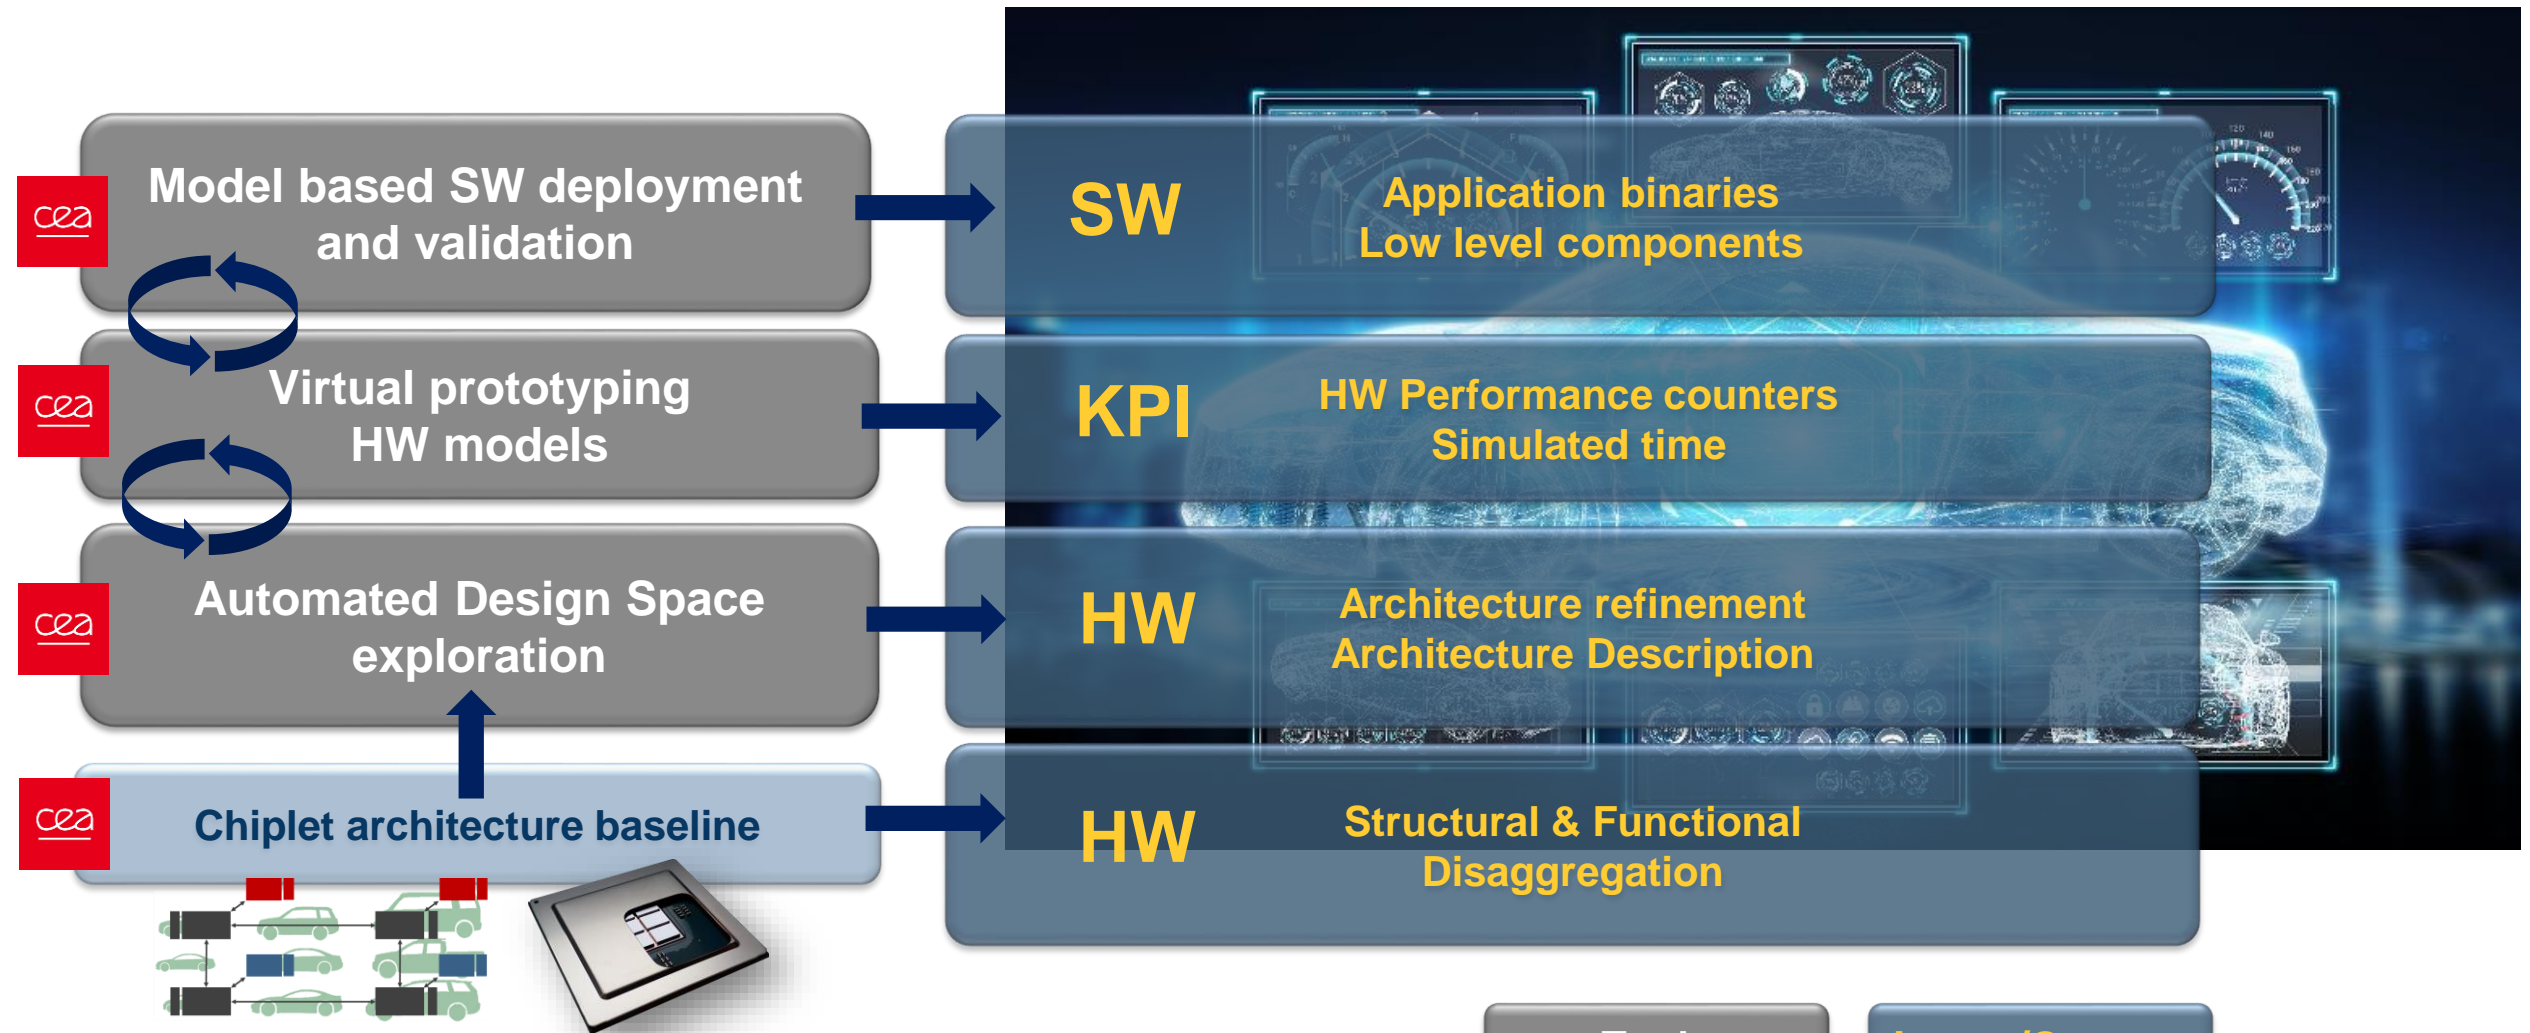 cea
Model based SW deployment
and validation
SW
Application binaries
Low level components
cea
Virtual prototyping
HW models
KPI
HW Performance counters
Simulated time
cea
Automated Design Space
exploration
HW
Architecture refinement
Architecture Description
cea
Chiplet architecture baseline
HW
Structural & Functional
Disaggregation